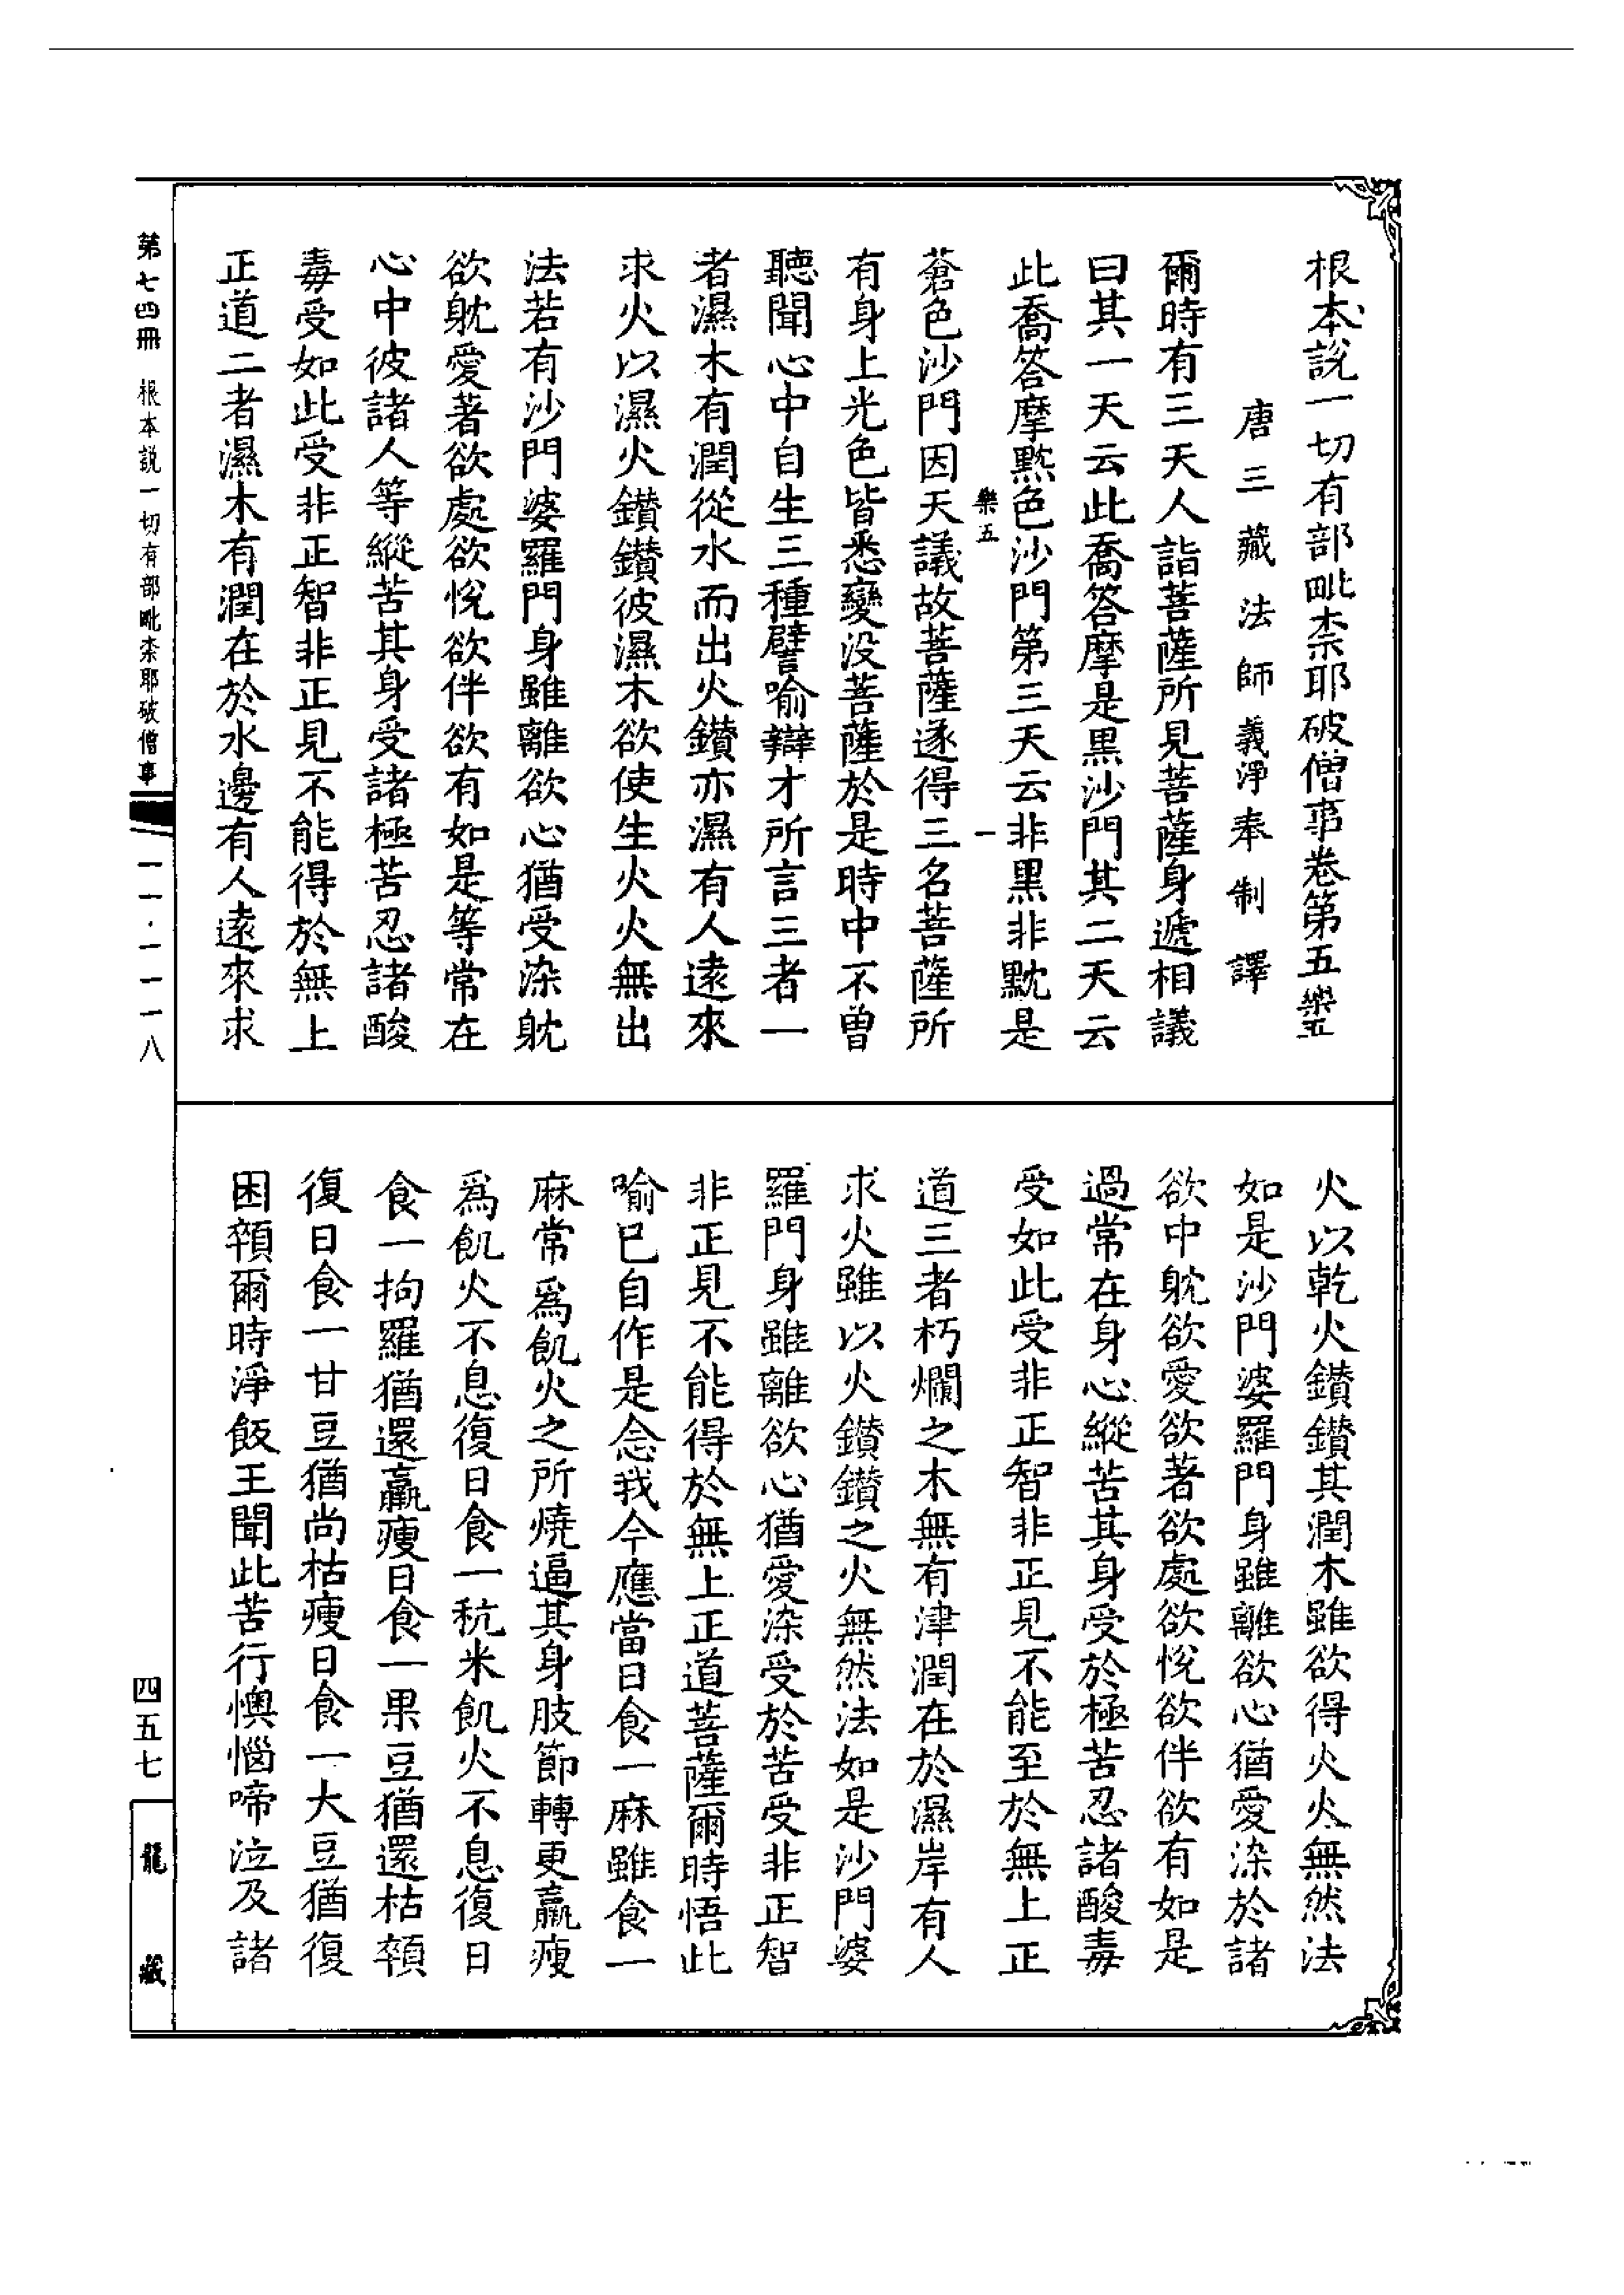 根本說一切有部毗柰耶破僧事卷第五 樂五
唐三藏法師義淨奉制譯
爾時有三天人詣菩薩所見菩薩身遞相議
曰其一天云此喬答摩是黑沙門其二天云
此喬答摩黙色沙門第三天云非黑非黕是
樂五 一
蒼色沙門因天議故菩薩遂得三名菩薩所
有身上光色皆悉變没菩薩於是時中不曾
聽聞心中自生三種譬喻辯才所言三者一
者濕木有潤從水而出火鑽亦濕有人遠來
求火以濕火鑽鑽彼濕木欲使生火火無出
法若有沙門婆羅門身雖離欲心猶受染躭
欲躭愛著欲處欲悅欲伴欲有如是等常在
心中彼諸人等縱苦其身受諸極苦忍諸酸
毒受如此受非正智非正見不能得於無上
正道二者濕木有潤在於水邊有人遠來求
火以乾火鑽鑽其潤木雖欲得火火無然法
如是沙門婆羅門身雖離欲心猶愛染於諸
欲中躭欲愛欲著欲處欲悅欲伴欲有如是
過常在身心縱苦其身受於極苦忍諸酸毒
受如此受非正智非正見不能至於無上正
道三者朽爛之木無有津潤在於濕岸有人
求火雖以火鑽鑽之火無然法如是沙門婆
羅門身雖離欲心猶愛染受於苦受非正智
非正見不能得於無上正道菩薩爾時悟此
喻已自作是念我今應當日食一麻雖食一
麻常爲飢火之所燒逼其身肢節轉更羸瘦
爲飢火不息復日食一秔米飢火不息復日
食一拘羅猶還羸瘦日食一果豆猶還枯顇
復日食一甘豆猶尚枯瘦日食一大豆猶復
困顇爾時淨飯王聞此苦行懊惱啼泣及諸
第七四冊 根本說一切有部毗柰耶破僧事 一一·一一一八
四五七
龍藏